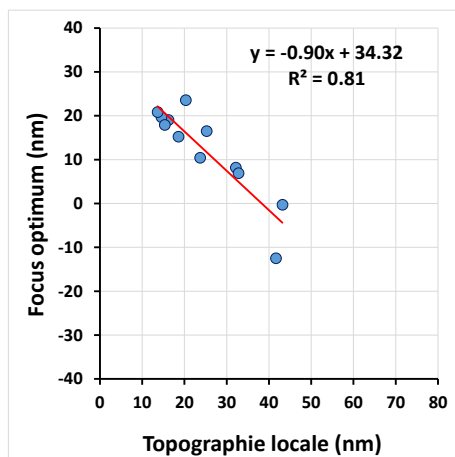 y = -0.90x + 34.32
R² = 0.81
40
30
20
10
0
-10
-20
-30
-40
Focus optimum (nm)
0 10 20 30 40 50 60 70 80
Topographie locale (nm)